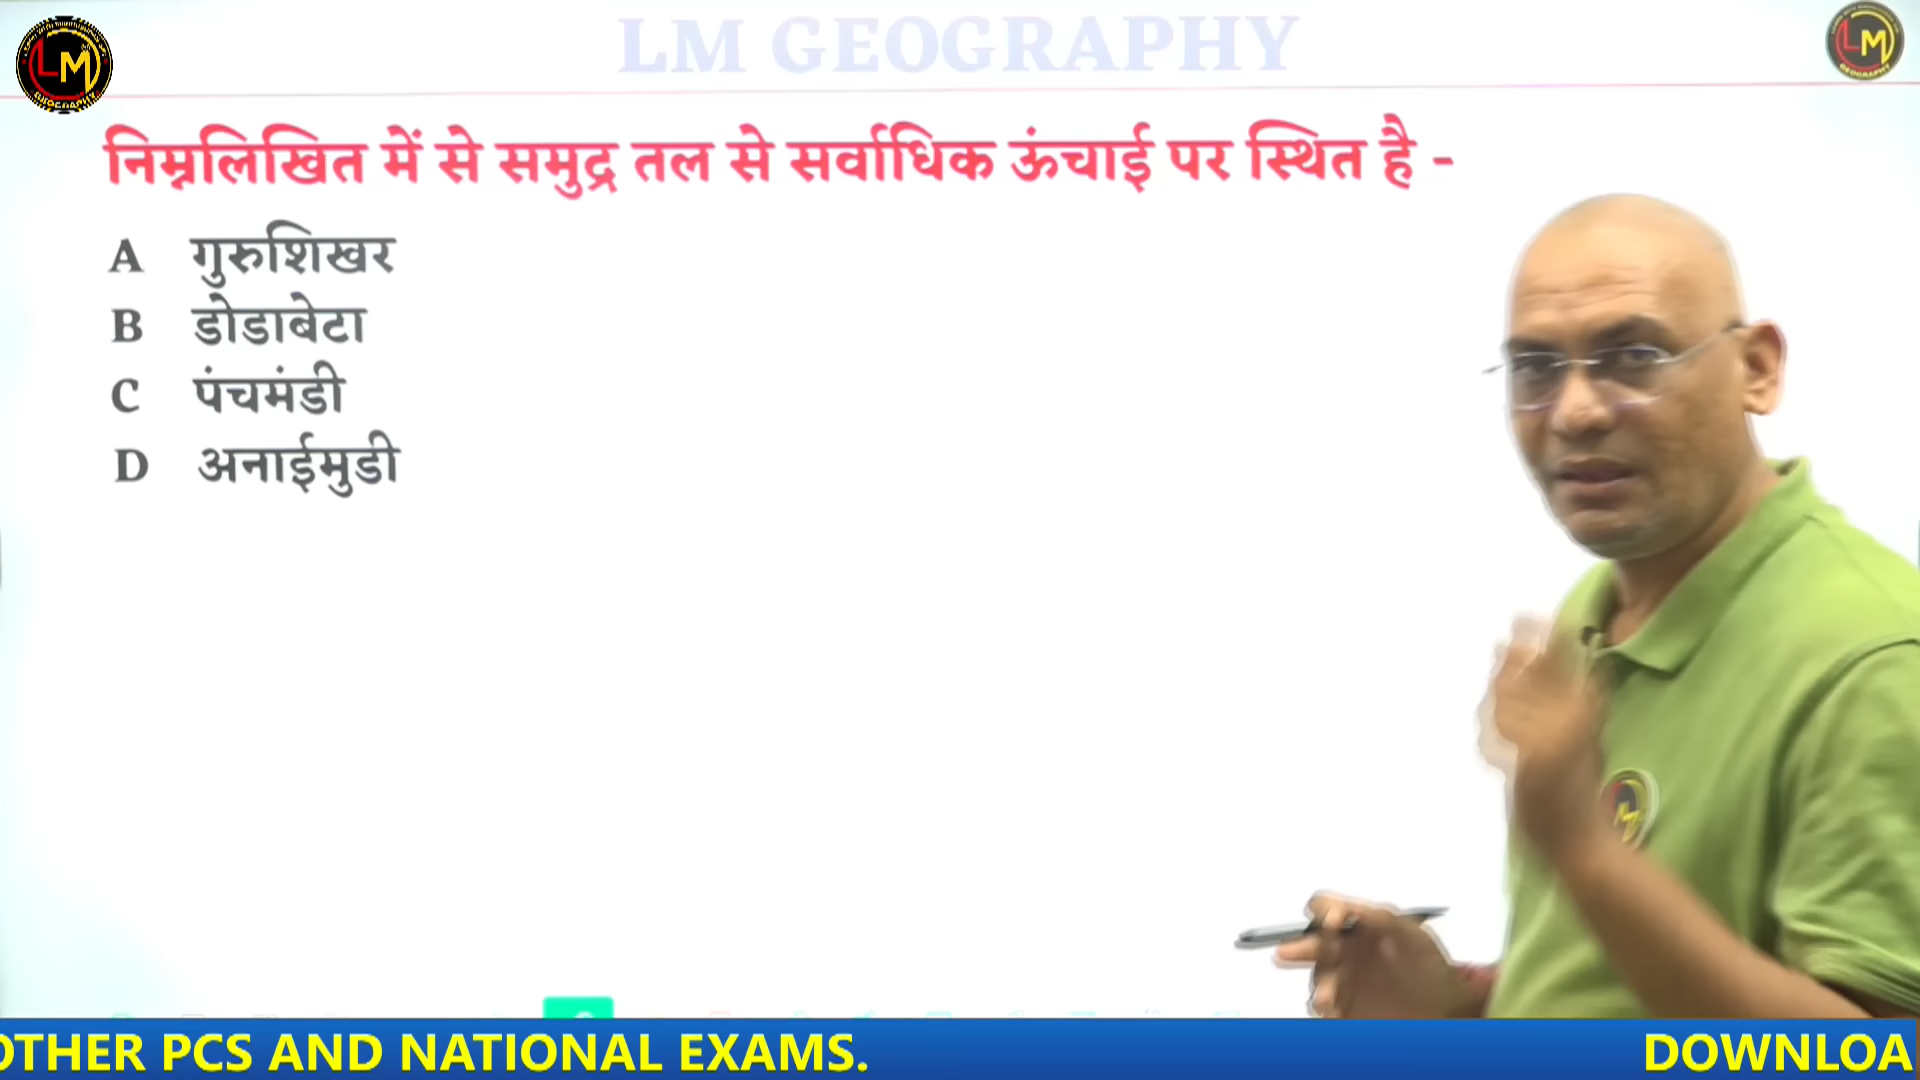 LM GEOGRAPHY
निम्नलिखित में से समुद्र तल से सर्वाधिक ऊंचाई पर स्थित है -
A गुरुशिखर
B डोडाबेटा
C पंचमंडी
D अनाईमुडी
OTHER PCS AND NATIONAL EXAMS. DOWNLOA